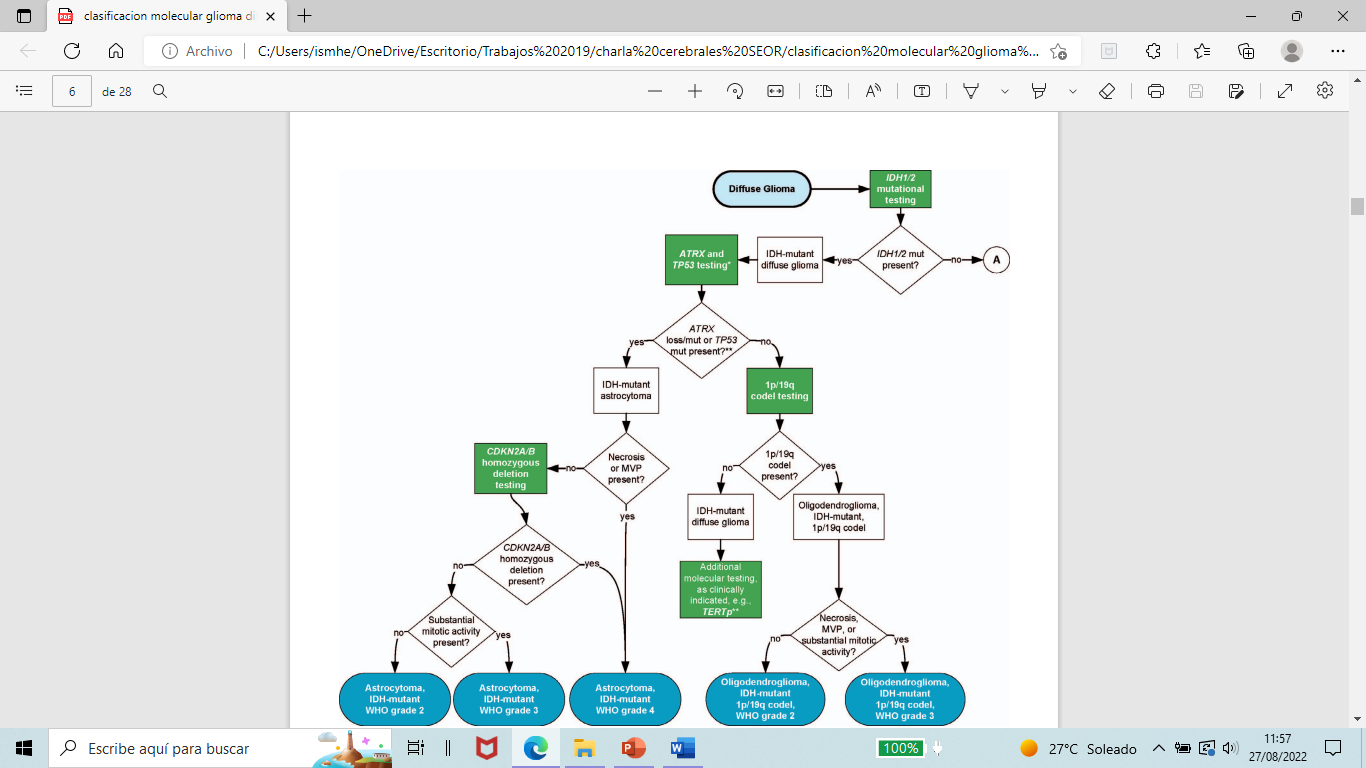 clasificacion molecular glioma di
Archivo
C:/Users/ismhe/OneDrive/Escritorio/Trabajos%202019/charla%20cerebrales%20SEOR/clasificacion%20molecular%20glioma%...
6
de 28
Diffuse Glioma
IDH1/2
mutational
testing
ATRX and
TP53 testing*
IDH-mutant
diffuse glioma
yes
IDH1/2 mut
present?
no
A
yes
ATRX
loss/mut or TP53
mut present?**
no
IDH-mutant
astrocytoma
1p/19q
codel testing
CDKN2A/B
homozygous
deletion
testing
no
Necrosis
or MVP
present?
yes
no
1p/19q
codel
present?
yes
IDH-mutant
diffuse glioma
Oligodendroglioma,
IDH-mutant,
1p/19q codel
no
CDKN2A/B
homozygous
deletion
present?
yes
Additional
molecular testing,
as clinically
indicated, e.g.,
TERTp**
no
Substantial
mitotic activity
present?
yes
no
Necrosis,
MVP, or
substantial mitotic
activity?
yes
Astrocytoma,
IDH-mutant
WHO grade 2
Astrocytoma,
IDH-mutant
WHO grade 3
Astrocytoma,
IDH-mutant
WHO grade 4
Oligodendroglioma,
IDH-mutant
1p/19q codel,
WHO grade 2
Oligodendroglioma,
IDH-mutant
1p/19q codel,
WHO grade 3
Escribe aquí para buscar
100%
27°C Soleado
11:57
27/08/2022